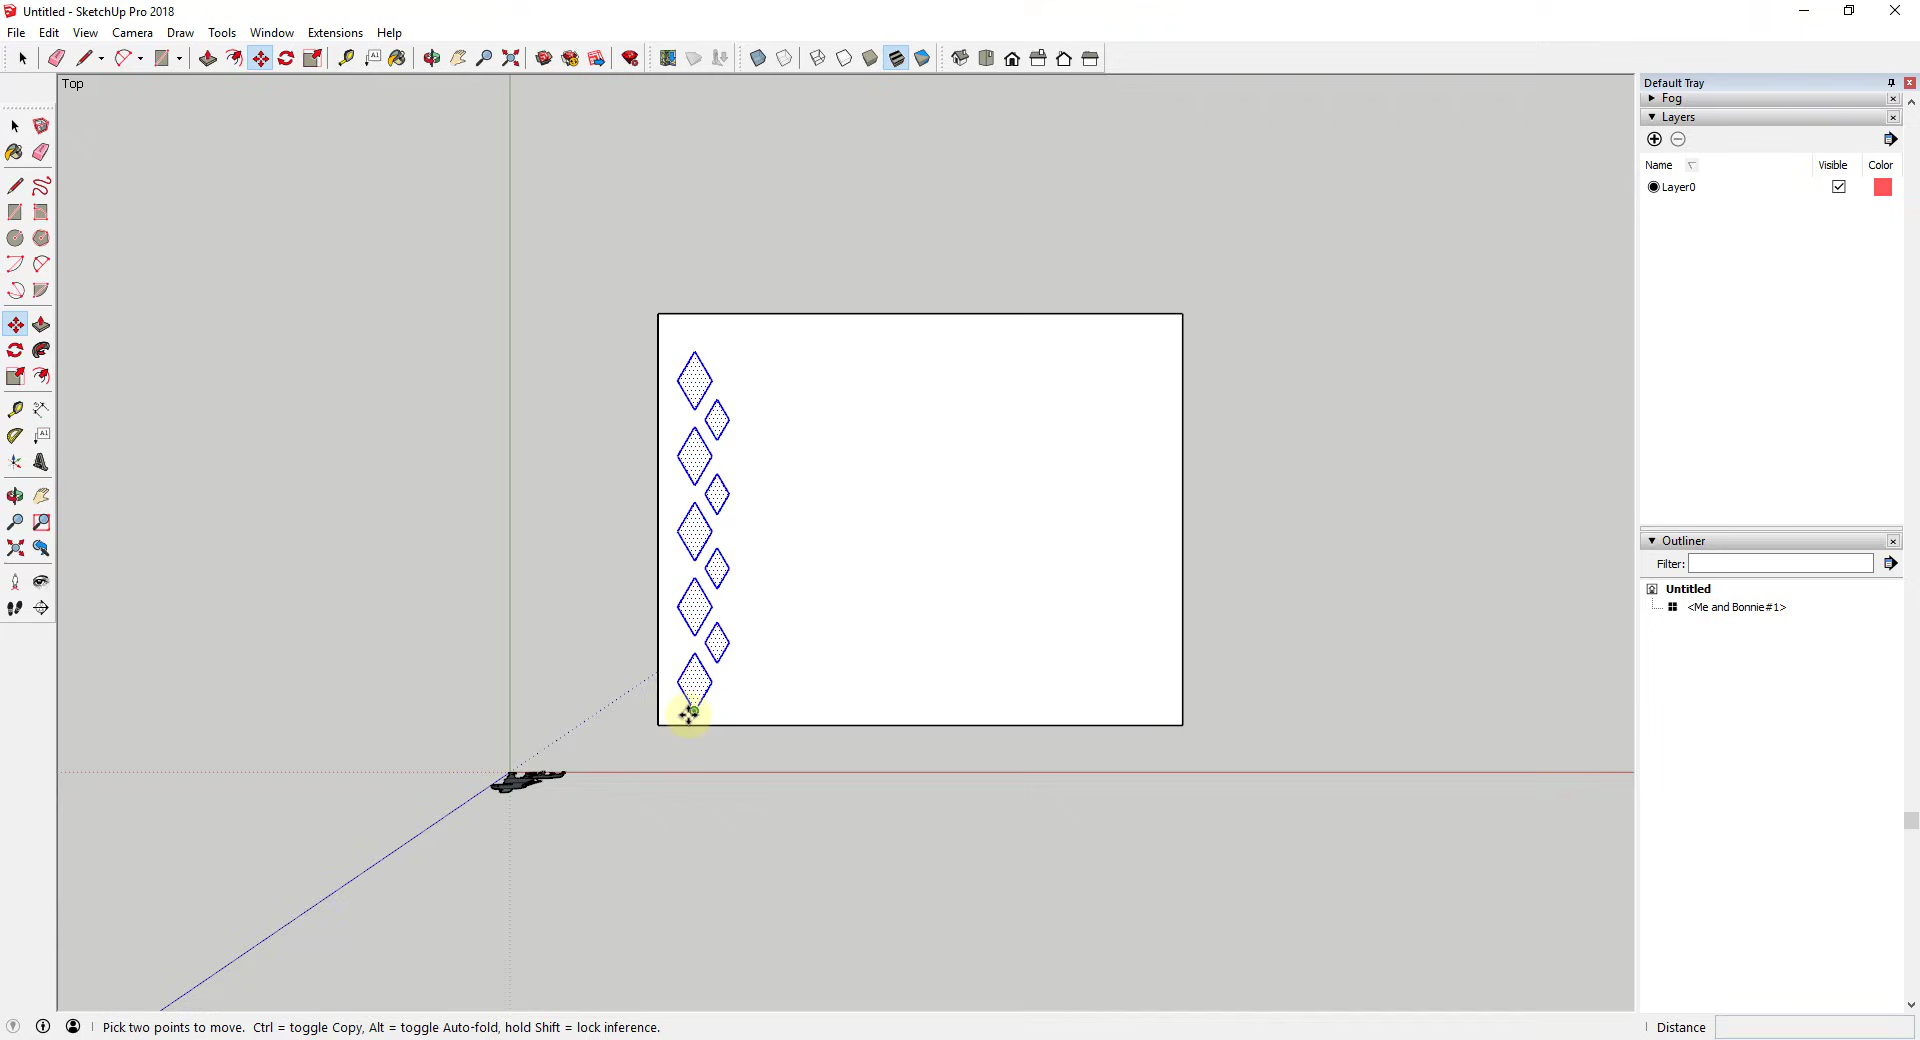 Untitled - SketchUp Pro 2018
File Edit View Camera Draw Tools Window Extensions Help
Top
Default Tray
Fog
Layers
Name Visible Color
Layer0
Outliner
Filter:
Untitled
<Me and Bonnie#1>
Pick two points to move. Ctrl = toggle Copy, Alt = toggle Auto-fold, hold Shift = lock inference.
Distance